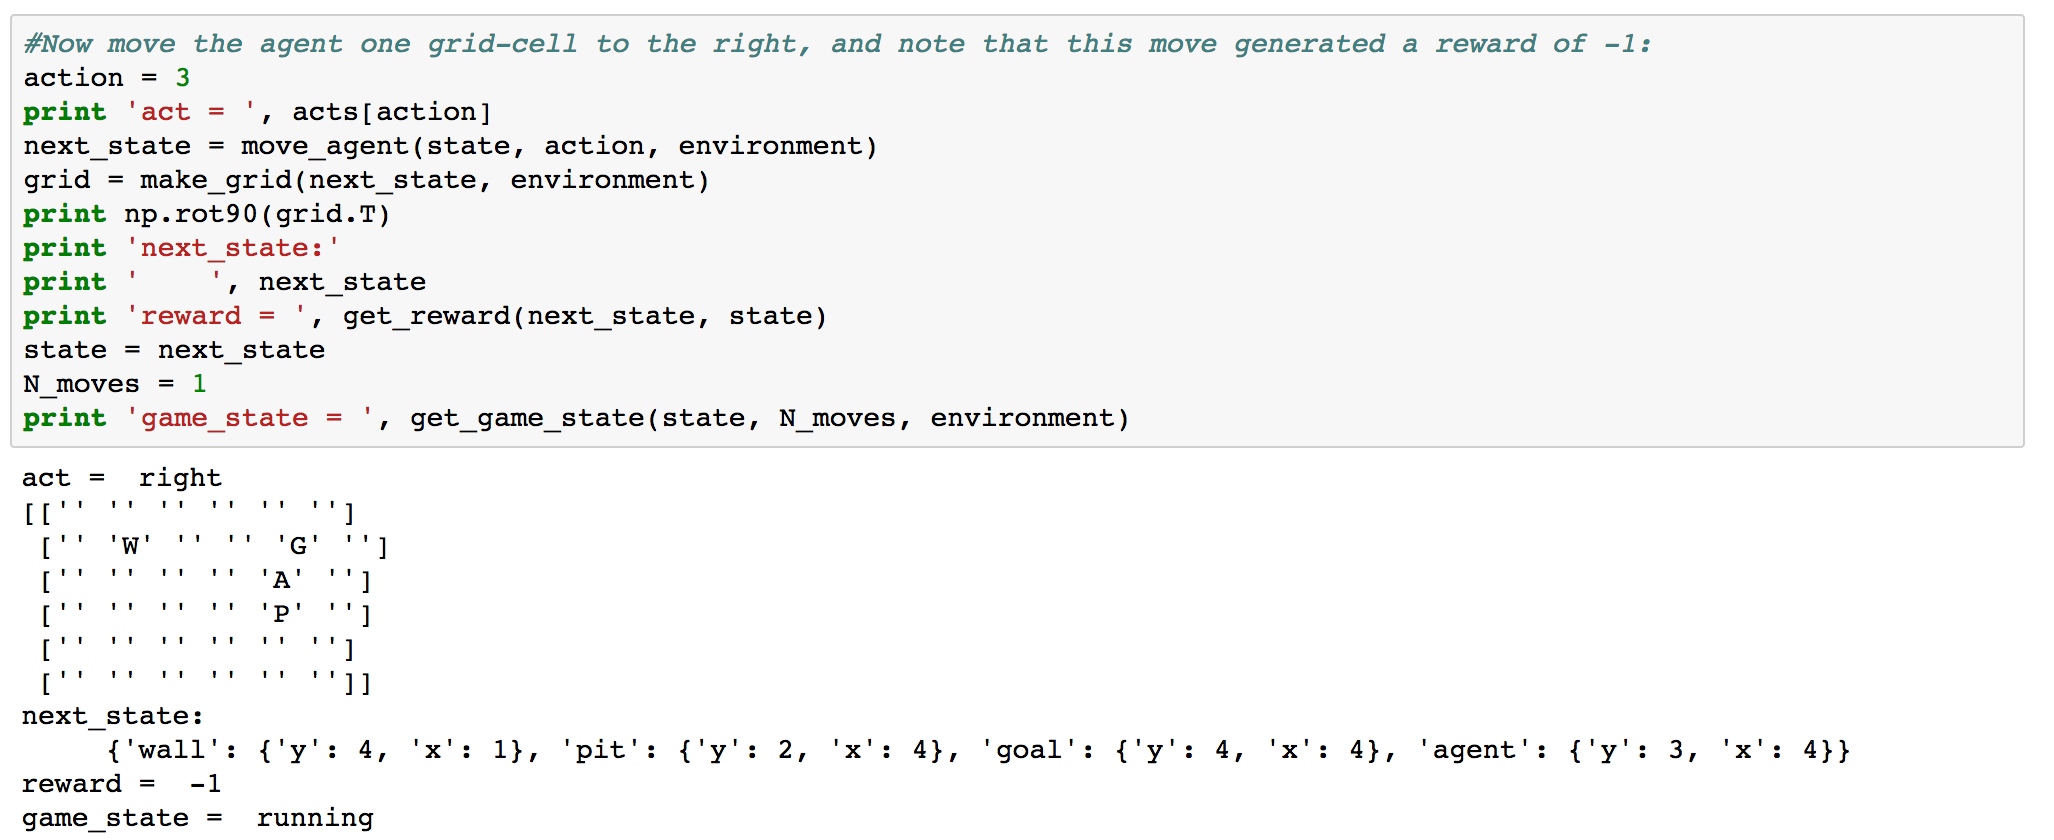 #Now move the agent one grid-cell to the right, and note that this move generated a reward of -1:
action = 3
print 'act = ', acts[action]
next_state = move_agent(state, action, environment)
grid = make_grid(next_state, environment)
print np.rot90(grid.T)
print 'next_state:'
print '    ', next_state
print 'reward = ', get_reward(next_state, state)
state = next_state
N_moves = 1
print 'game_state = ', get_game_state(state, N_moves, environment)
act =  right
[['' '' '' '' '' '']
 ['' 'W' '' '' 'G' '']
 ['' '' '' '' 'A' '']
 ['' '' '' '' 'P' '']
 ['' '' '' '' '' '']
 ['' '' '' '' '' '']]
next_state:
     {'wall': {'y': 4, 'x': 1}, 'pit': {'y': 2, 'x': 4}, 'goal': {'y': 4, 'x': 4}, 'agent': {'y': 3, 'x': 4}}
reward =  -1
game_state =  running